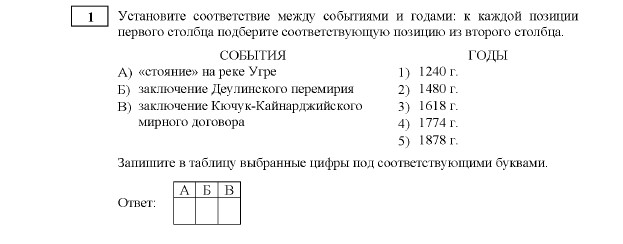 1
Установите соответствие между событиями и годами: к каждой позиции
первого столбца подберите соответствующую позицию из второго столбца.
СОБЫТИЯ ГОДЫ
А) «стояние» на реке Угре 1) 1240 г.
Б) заключение Деулинского перемирия 2) 1480 г.
В) заключение Кючук-Кайнарджийского 3) 1618 г.
мирного договора 4) 1774 г.
5) 1878 г.
Запишите в таблицу выбранные цифры под соответствующими буквами.
А Б В
Ответ: